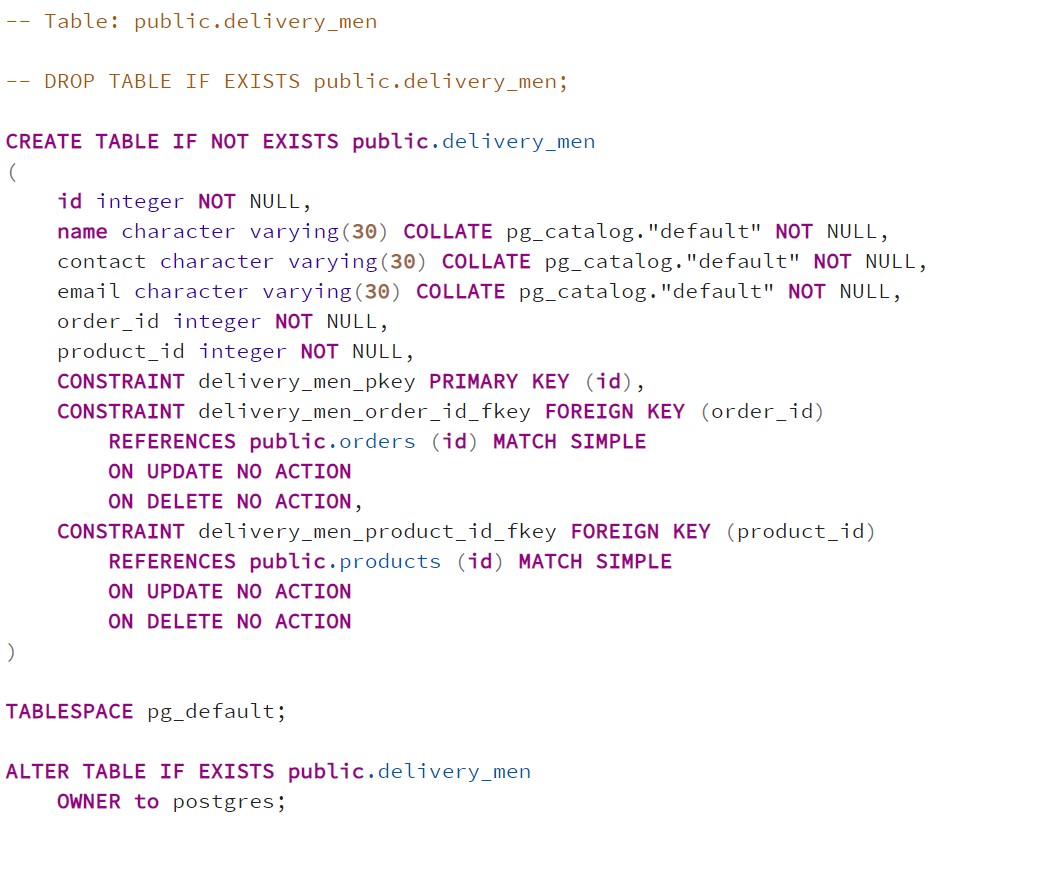 -- Table: public.delivery_men
-- DROP TABLE IF EXISTS public.delivery_men;
CREATE TABLE IF NOT EXISTS public.delivery_men
(
    id integer NOT NULL,
    name character varying(30) COLLATE pg_catalog."default" NOT NULL,
    contact character varying(30) COLLATE pg_catalog."default" NOT NULL,
    email character varying(30) COLLATE pg_catalog."default" NOT NULL,
    order_id integer NOT NULL,
    product_id integer NOT NULL,
    CONSTRAINT delivery_men_pkey PRIMARY KEY (id),
    CONSTRAINT delivery_men_order_id_fkey FOREIGN KEY (order_id)
        REFERENCES public.orders (id) MATCH SIMPLE
        ON UPDATE NO ACTION
        ON DELETE NO ACTION,
    CONSTRAINT delivery_men_product_id_fkey FOREIGN KEY (product_id)
        REFERENCES public.products (id) MATCH SIMPLE
        ON UPDATE NO ACTION
        ON DELETE NO ACTION
)
TABLESPACE pg_default;
ALTER TABLE IF EXISTS public.delivery_men
    OWNER to postgres;